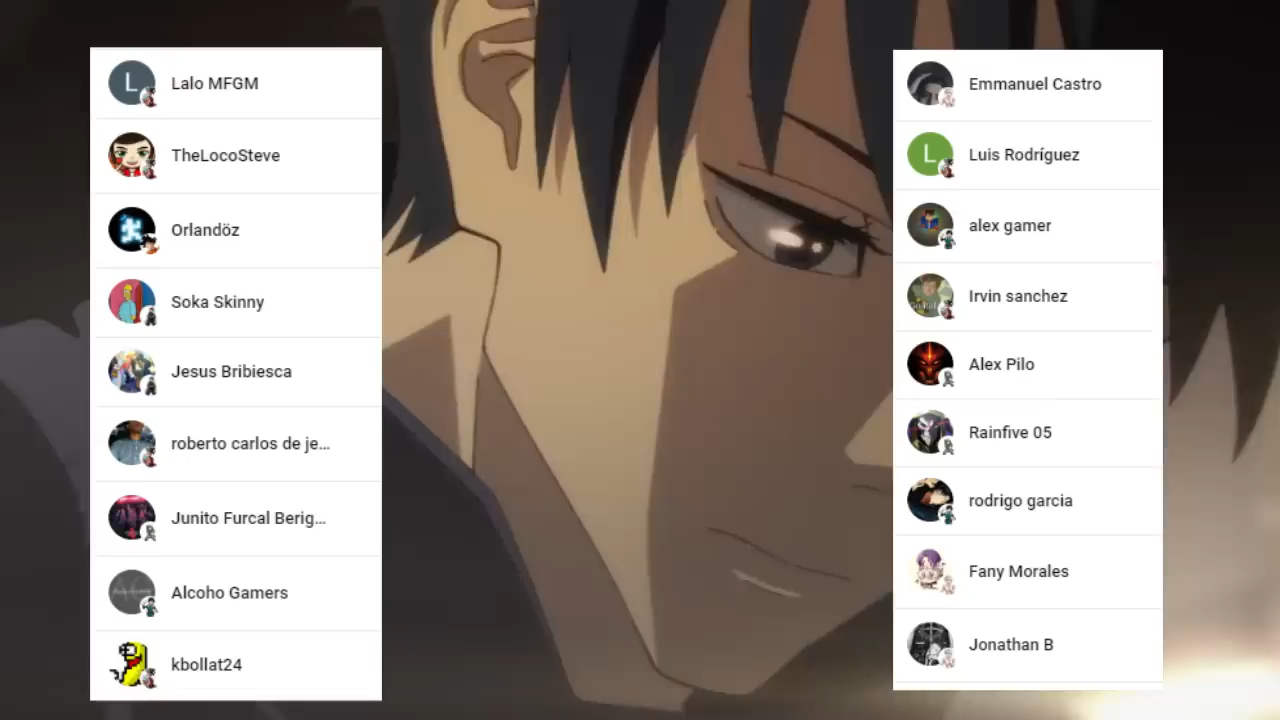 L
Lalo MFGM
TheLocoSteve
Orlandöz
Soka Skinny
Jesus Bribiesca
roberto carlos de je...
Junito Furcal Berig...
Alcoho Gamers
kbollat24
Emmanuel Castro
L
Luis Rodríguez
alex gamer
Irvin sanchez
Alex Pilo
Rainfive 05
rodrigo garcia
Fany Morales
Jonathan B